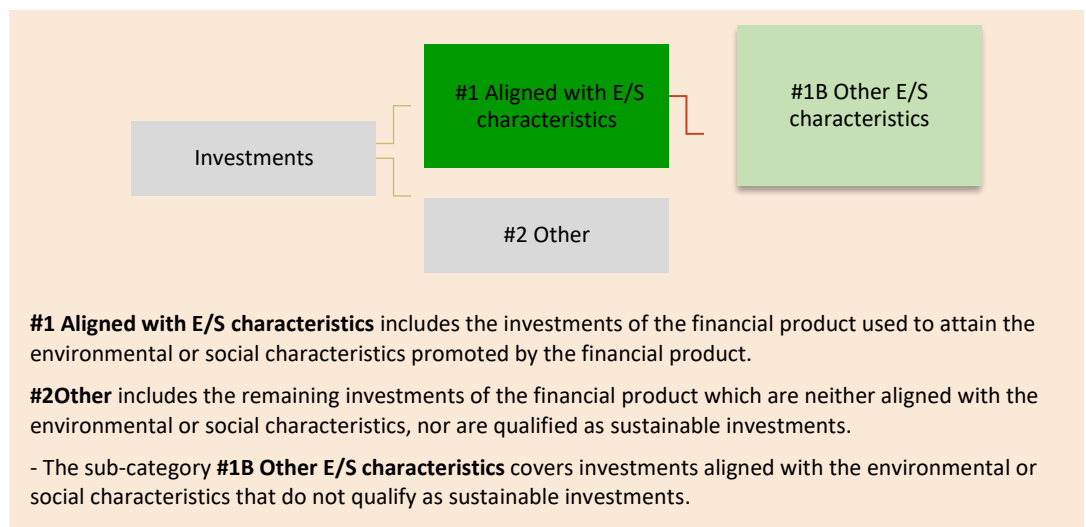 #1 Aligned with E/S
characteristics
#1B Other E/S
characteristics
Investments
#2 Other
#1 Aligned with E/S characteristics includes the investments of the financial product used to attain the
environmental or social characteristics promoted by the financial product.
#2Other includes the remaining investments of the financial product which are neither aligned with the
environmental or social characteristics, nor are qualified as sustainable investments.
- The sub-category #1B Other E/S characteristics covers investments aligned with the environmental or
social characteristics that do not qualify as sustainable investments.